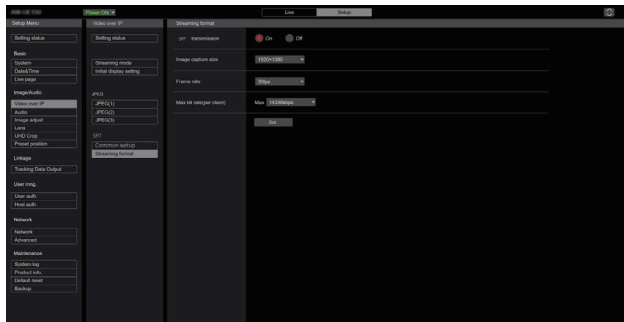 Power ON
Live
Setup
Setup Menu
Setting status
Basic
System
Date&Time
Live page
Image/Audio
Video over IP
Audio
Image adjust
Lens
UHD Crop
Preset position
Linkage
Tracking Data Output
User mng.
User auth.
Host auth.
Network
Network
Advanced
Maintenance
System log
Product info.
Default reset
Backup
Video over IP
Setting status
Streaming mode
Initial display setting
JPEG
JPEG(1)
JPEG(2)
JPEG(3)
SRT
Common setup
Streaming format
Streaming format
SRT transmission
On
Off
Image capture size
1920×1080
Frame rate
30fps
Max bit rate(per client)
Max
14336kbps
Set